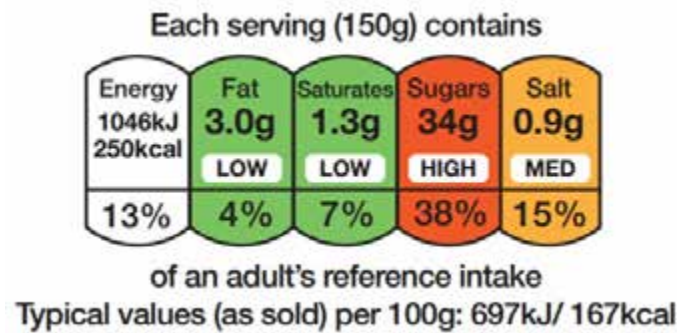 Each serving (150g) contains
Energy Fat Saturates Sugars Salt
1046kJ 3.0g 1.3g 34g 0.9g
250kcal
LOW LOW HIGH MED
13% 4% 7% 38% 15%
of an adult's reference intake
Typical values (as sold) per 100g: 697kJ/ 167kcal